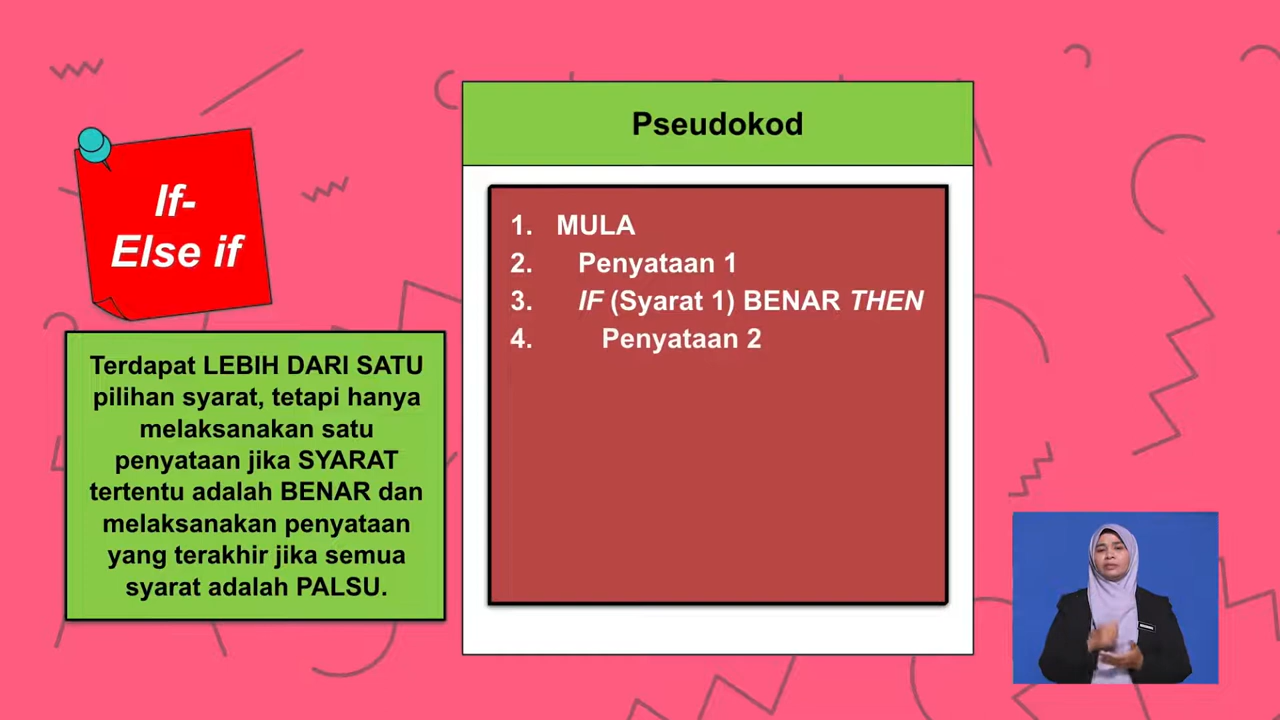 If-
Else if
Terdapat LEBIH DARI SATU
pilihan syarat, tetapi hanya
melaksanakan satu
penyataan jika SYARAT
tertentu adalah BENAR dan
melaksanakan penyataan
yang terakhir jika semua
syarat adalah PALSU.
Pseudokod
1. MULA
2. Penyataan 1
3. IF (Syarat 1) BENAR THEN
4. Penyataan 2